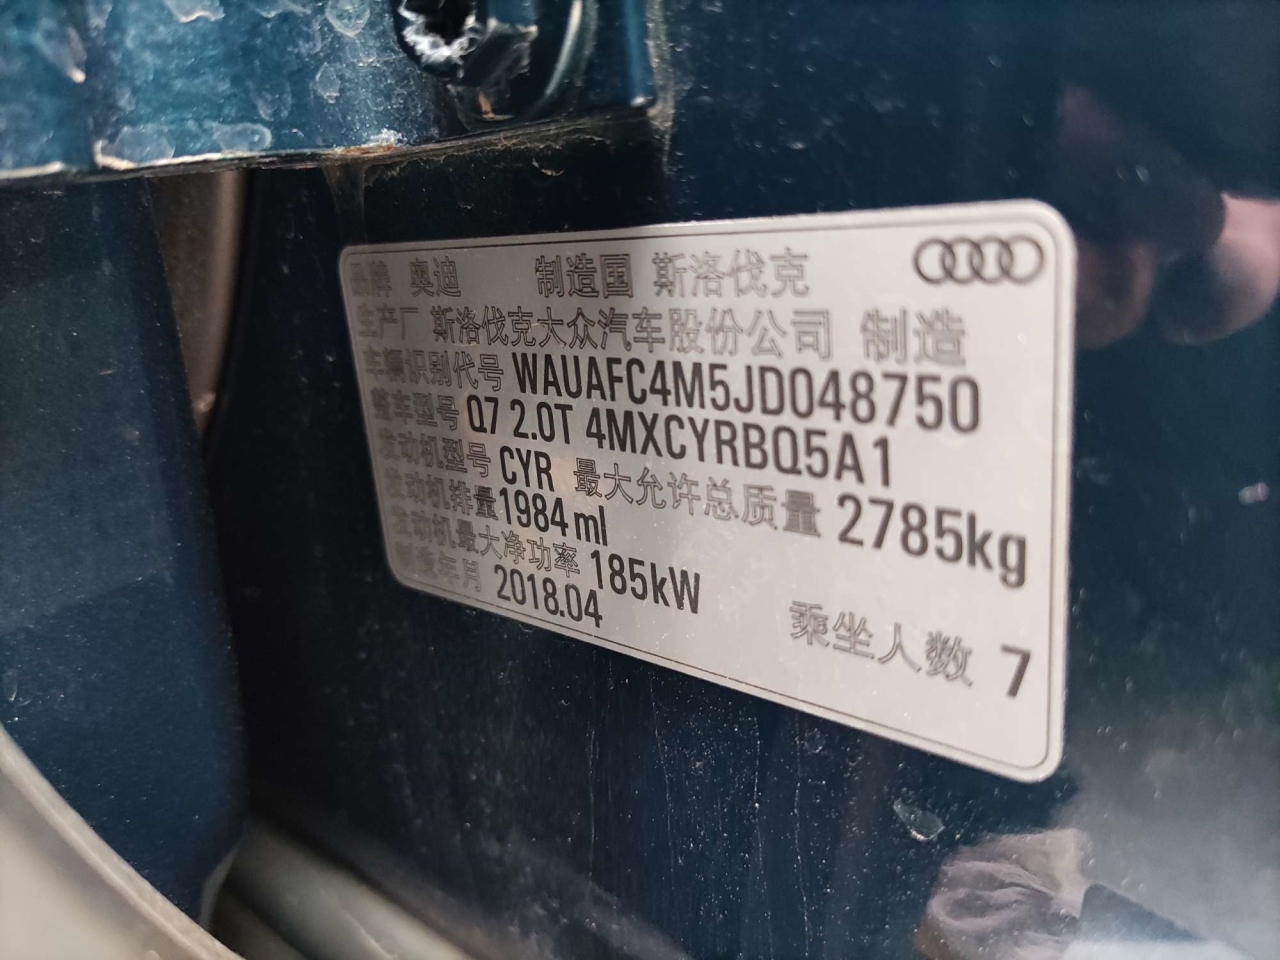 品牌 奥迪 制造国 斯洛伐克
生产厂 斯洛伐克大众汽车股份公司 制造
车辆识别代号 WAUAFC4M5JD048750
整车型号 Q7 2.0T 4MXCYRBQ5A1
发动机型号 CYR 最大允许总质量 2785kg
发动机排量 1984 ml
发动机最大净功率 185kW
制造年月 2018.04 乘坐人数 7